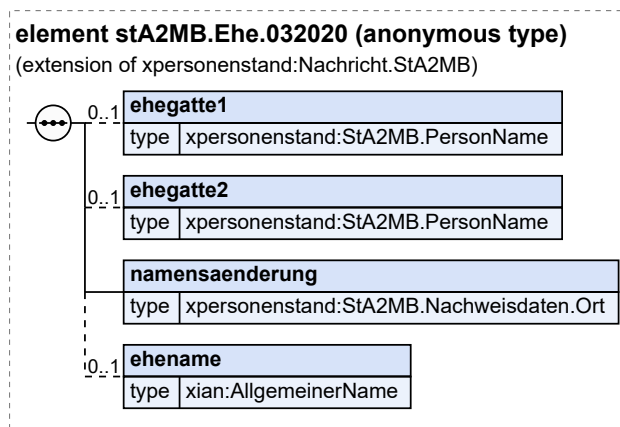 element stA2MB.Ehe.032020 (anonymous type)
(extension of xpersonenstand:Nachricht.StA2MB)
0..1 ehegatte1
type xpersonenstand:StA2MB.PersonName
0..1 ehegatte2
type xpersonenstand:StA2MB.PersonName
namensaenderung
type xpersonenstand:StA2MB.Nachweisdaten.Ort
0..1 ehename
type xian:AllgemeinerName